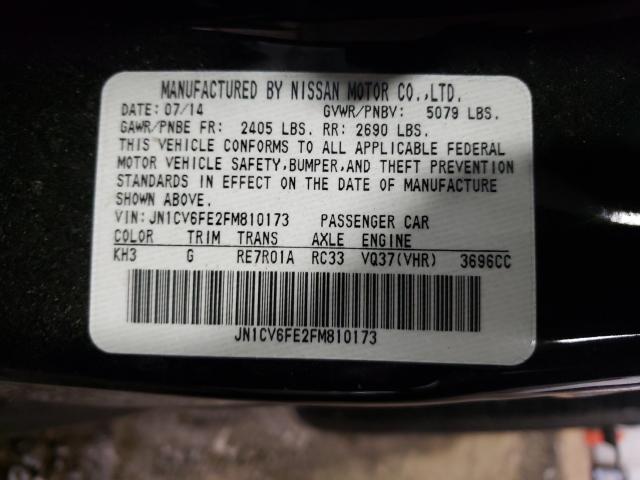 MANUFACTURED BY NISSAN MOTOR CO.,LTD.
DATE: 07/14 GVWR/PNBV: 5079 LBS.
GAWR/PNBE FR: 2405 LBS. RR: 2690 LBS.
THIS VEHICLE CONFORMS TO ALL APPLICABLE FEDERAL
MOTOR VEHICLE SAFETY,BUMPER,AND THEFT PREVENTION
STANDARDS IN EFFECT ON THE DATE OF MANUFACTURE
SHOWN ABOVE.
VIN:JN1CV6FE2FM810173 PASSENGER CAR
COLOR TRIM TRANS AXLE ENGINE
KH3 G RE7R01A RC33 VQ37(VHR) 3696CC
JN1CV6FE2FM810173